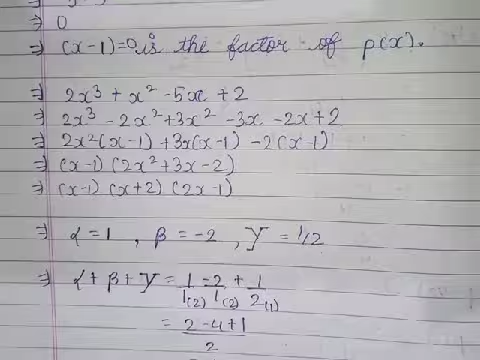 ⇒ 0
⇒ (x-1)=0 is the factor of p(x).
⇒ 2x³ + x² - 5x + 2
⇒ 2x³ - 2x² + 3x² - 3x - 2x + 2
⇒ 2x²(x-1) + 3x(x-1) - 2(x-1)
⇒ (x-1) (2x² + 3x - 2)
⇒ (x-1) (x+2) (2x-1)
⇒ α = 1 , β = -2 , γ = 1/2
⇒ α + β + γ = 1/1(2) - 2/1(2) + 1/2(1)
= 2-4+1
2